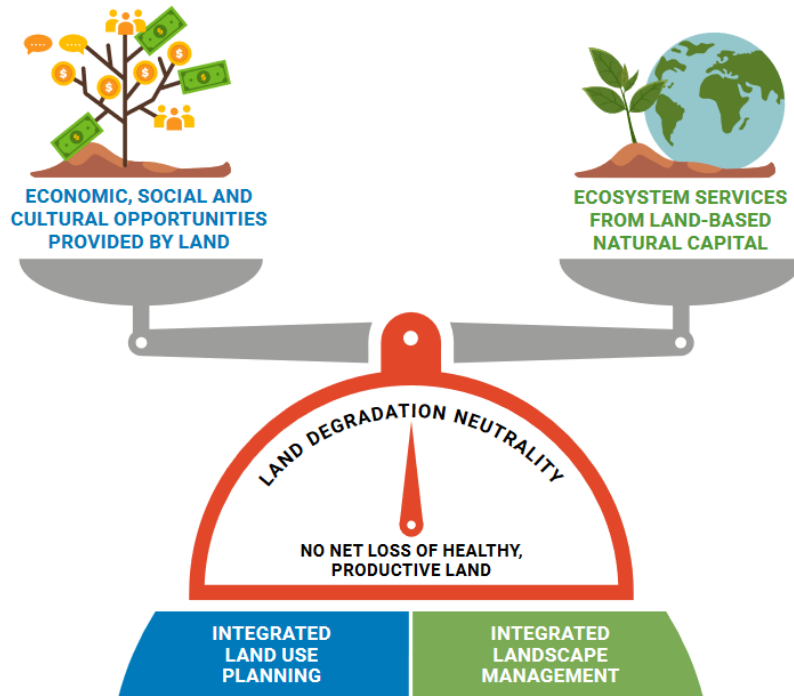 ECONOMIC, SOCIAL AND
CULTURAL OPPORTUNITIES
PROVIDED BY LAND
ECOSYSTEM SERVICES
FROM LAND-BASED
NATURAL CAPITAL
LAND DEGRADATION NEUTRALITY
NO NET LOSS OF HEALTHY,
PRODUCTIVE LAND
INTEGRATED
LAND USE
PLANNING
INTEGRATED
LANDSCAPE
MANAGEMENT